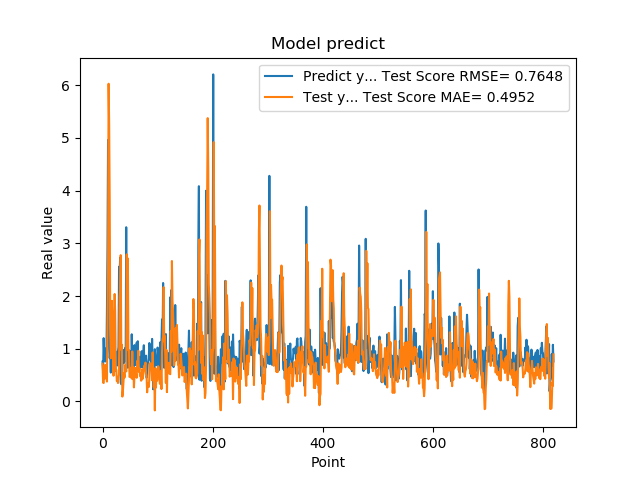 Model predict
Predict y... Test Score RMSE= 0.7648
Test y... Test Score MAE= 0.4952
6
5
4
3
2
1
0
Real value
0 200 400 600 800
Point